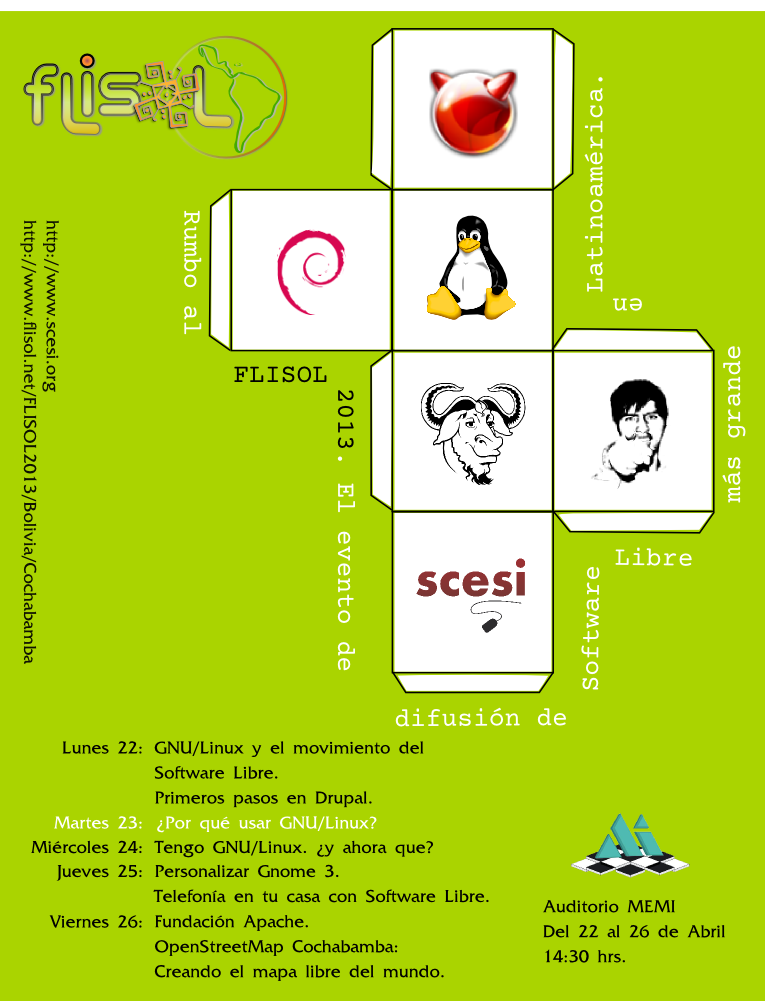 fLiSoL
Rumbo al
FLISOL
2013. El evento de
difusión de
Software
Libre
más grande
en
Latinoamérica.
http://www.scesi.org
http://www.flisol.net/FLISOL2013/Bolivia/Cochabamba
scesi
Lunes 22: GNU/Linux y el movimiento del
Software Libre.
Primeros pasos en Drupal.
Martes 23: ¿Por qué usar GNU/Linux?
Miércoles 24: Tengo GNU/Linux. ¿y ahora que?
Jueves 25: Personalizar Gnome 3.
Telefonía en tu casa con Software Libre.
Viernes 26: Fundación Apache.
OpenStreetMap Cochabamba:
Creando el mapa libre del mundo.
Auditorio MEMI
Del 22 al 26 de Abril
14:30 hrs.